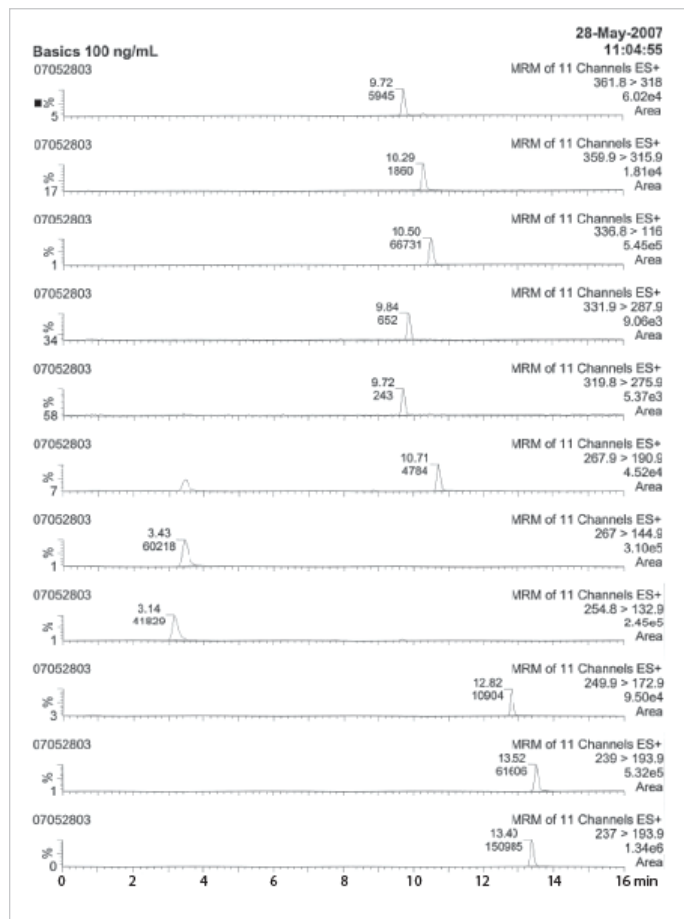 28-May-2007
Basics 100 ng/mL 11:04:55
07052803 MRM of 11 Channels ES+
9.72 361.8 > 318
5945 6.02e4
% Area
5
07052803 MRM of 11 Channels ES+
10.29 359.9 > 315.9
1860 1.81e4
% Area
17
07052803 MRM of 11 Channels ES+
10.50 336.8 > 116
66731 5.45e5
% Area
1
07052803 MRM of 11 Channels ES+
9.84 331.9 > 287.9
652 9.06e3
% Area
34
07052803 MRM of 11 Channels ES+
9.72 319.8 > 275.9
243 5.37e3
% Area
58
07052803 MRM of 11 Channels ES+
10.71 267.9 > 190.9
4784 4.52e4
% Area
7
07052803 MRM of 11 Channels ES+
3.43 267 > 144.9
60218 3.10e5
% Area
1
07052803 MRM of 11 Channels ES+
3.14 254.8 > 132.9
41829 2.45e5
% Area
1
07052803 MRM of 11 Channels ES+
12.82 249.9 > 172.9
10904 9.50e4
% Area
3
07052803 MRM of 11 Channels ES+
13.52 239 > 193.9
61606 5.32e5
% Area
1
07052803 MRM of 11 Channels ES+
13.40 237 > 193.9
150985 1.34e6
% Area
0
0 2 4 6 8 10 12 14 16 min